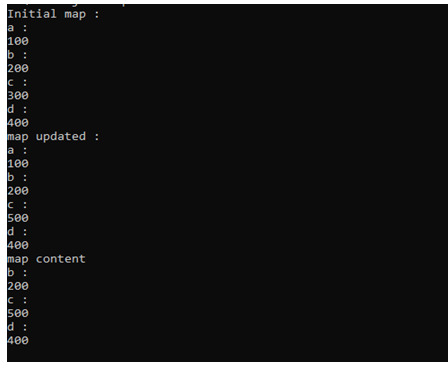 Initial map :
a :
100
b :
200
c :
300
d :
400
map updated :
a :
100
b :
200
c :
500
d :
400
map content
b :
200
c :
500
d :
400